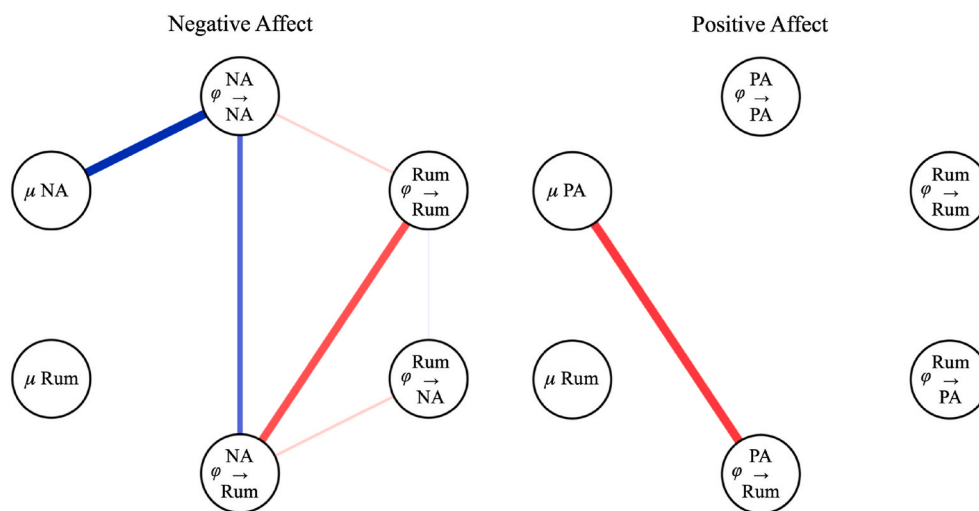 Negative Affect
NA
φ →
NA
μ NA
Rum
φ →
Rum
μ Rum
Rum
φ →
NA
NA
φ →
Rum
Positive Affect
PA
φ →
PA
μ PA
Rum
φ →
Rum
μ Rum
Rum
φ →
PA
PA
φ →
Rum